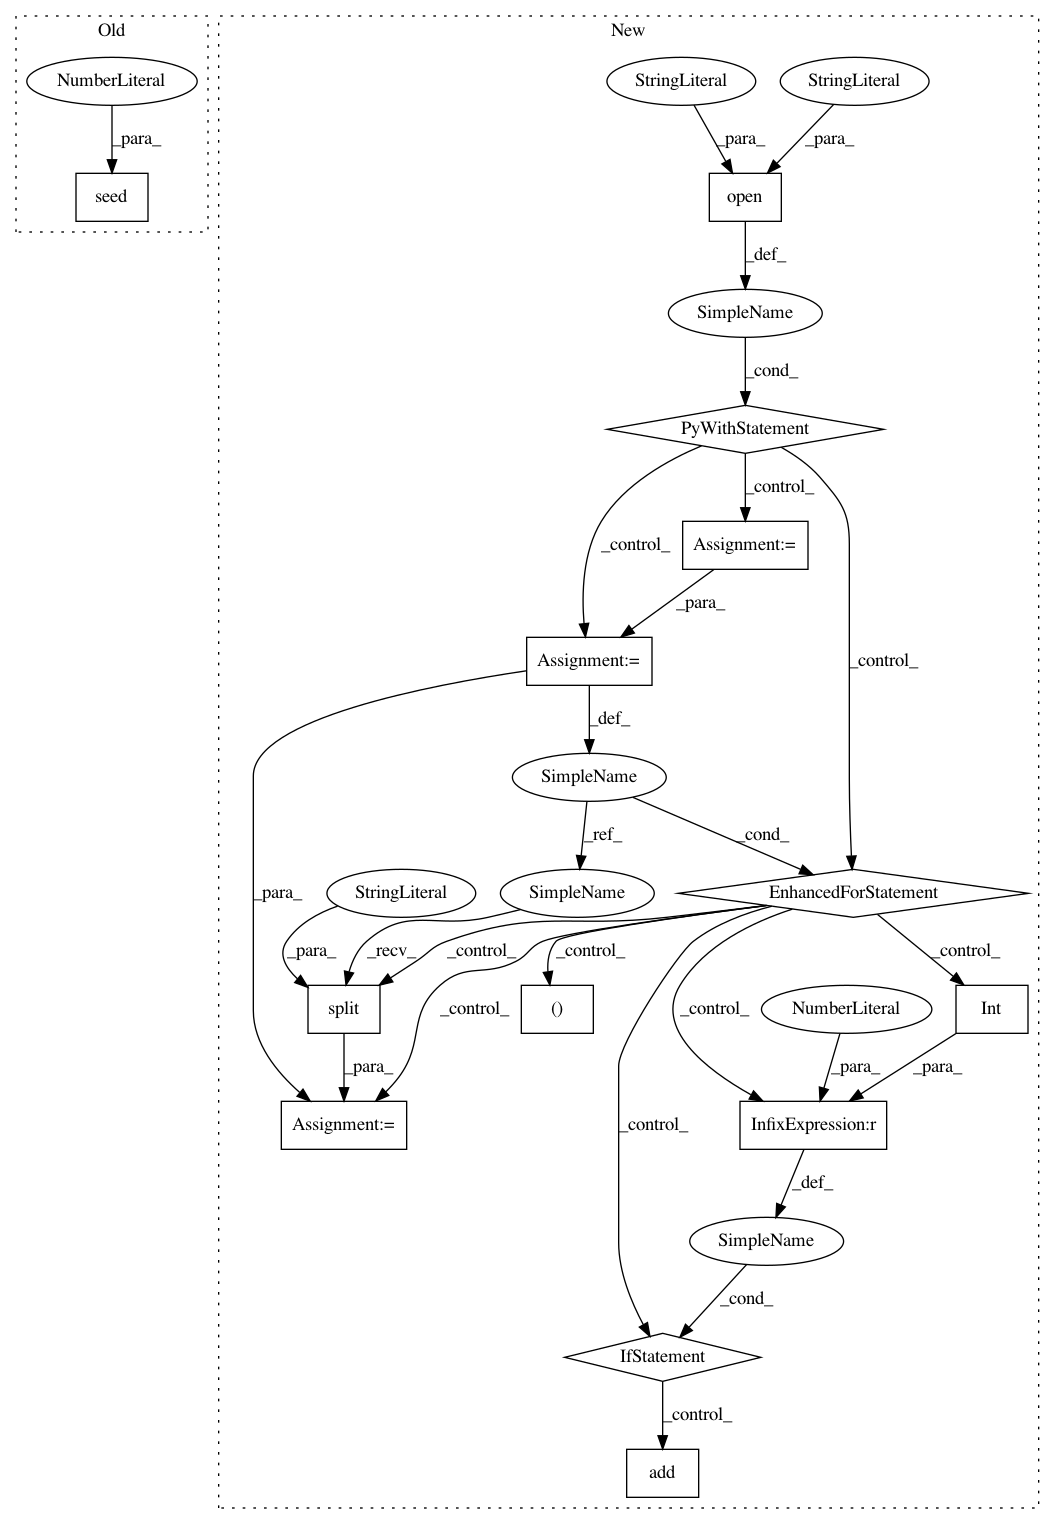 Old
New
NumberLiteral
StringLiteral
StringLiteral
_para_
_para_
_para_
seed
open
_def_
SimpleName
_cond_
PyWithStatement
_control_
_control_
Assignment:=
_para_
_control_
Assignment:=
_def_
SimpleName
_ref_
_cond_
_para_
StringLiteral
SimpleName
EnhancedForStatement
_para_
_recv_
_control_
_control_
_control_
split
_control_
()
_control_
NumberLiteral
Int
_para_
_para_
_para_
Assignment:=
_control_
InfixExpression:r
_def_
SimpleName
_cond_
IfStatement
_control_
add